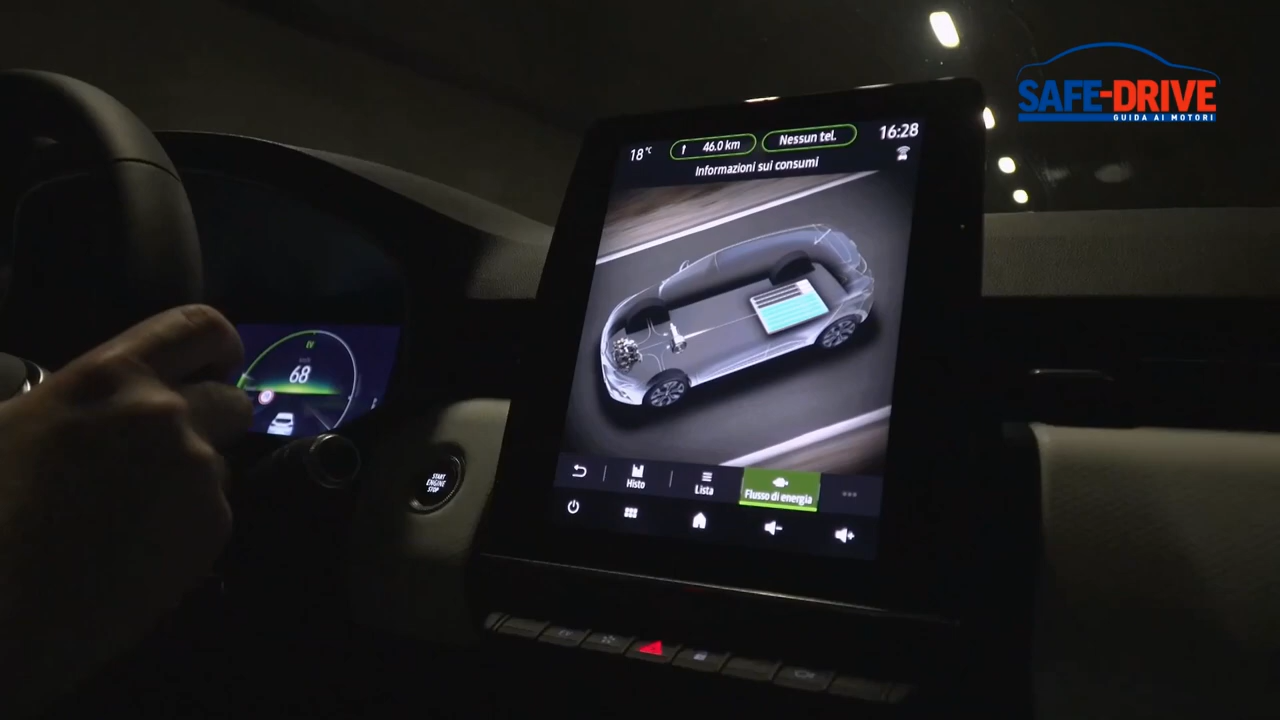 SAFE-DRIVE
GUIDA AI MOTORI
18°C
46.0 km
Nessun tel.
16:28
Informazioni sui consumi
68
START
ENGINE
STOP
Histo
Lista
Flusso di energia